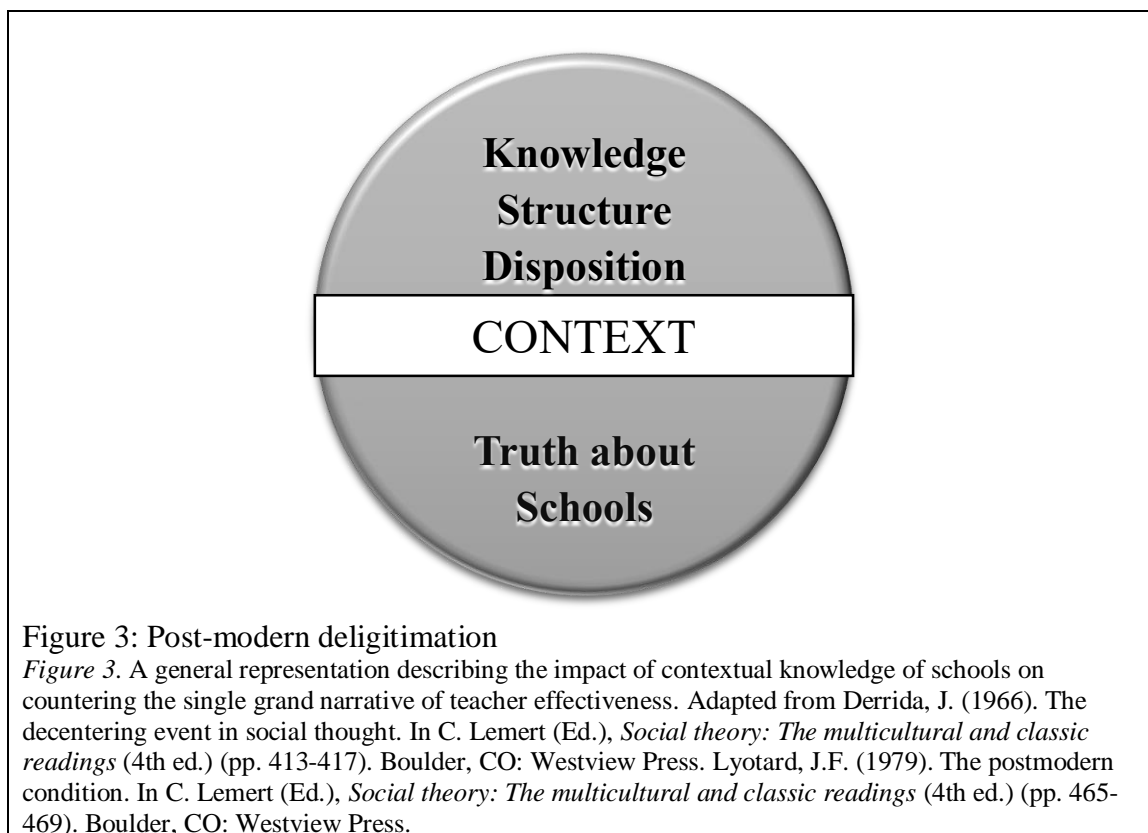 Knowledge
Structure
Disposition
CONTEXT
Truth about
Schools
Figure 3: Post-modern deligitimation
Figure 3. A general representation describing the impact of contextual knowledge of schools on
countering the single grand narrative of teacher effectiveness. Adapted from Derrida, J. (1966). The
decentering event in social thought. In C. Lemert (Ed.), Social theory: The multicultural and classic
readings (4th ed.) (pp. 413-417). Boulder, CO: Westview Press. Lyotard, J.F. (1979). The postmodern
condition. In C. Lemert (Ed.), Social theory: The multicultural and classic readings (4th ed.) (pp. 465-
469). Boulder, CO: Westview Press.